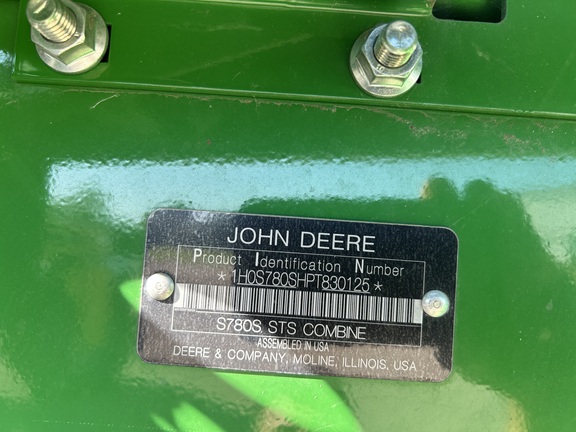 JOHN DEERE
Product Identification Number
*1H0S780SHPT830125*
S780S STS COMBINE
ASSEMBLED IN USA
DEERE & COMPANY, MOLINE, ILLINOIS, USA